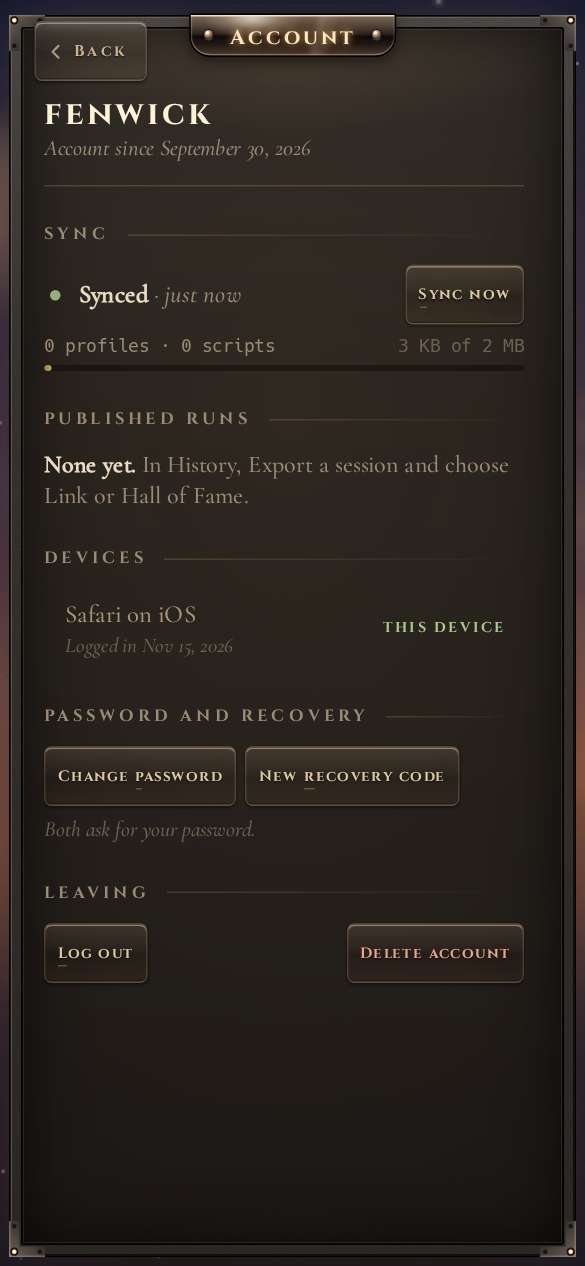 Back
Account
FENWICK
Account since September 30, 2026
SYNC
Synced · just now
Sync now
0 profiles · 0 scripts
3 KB of 2 MB
PUBLISHED RUNS
None yet. In History, Export a session and choose
Link or Hall of Fame.
DEVICES
Safari on iOS
Logged in Nov 15, 2026
THIS DEVICE
PASSWORD AND RECOVERY
Change password
New recovery code
Both ask for your password.
LEAVING
Log out
Delete account